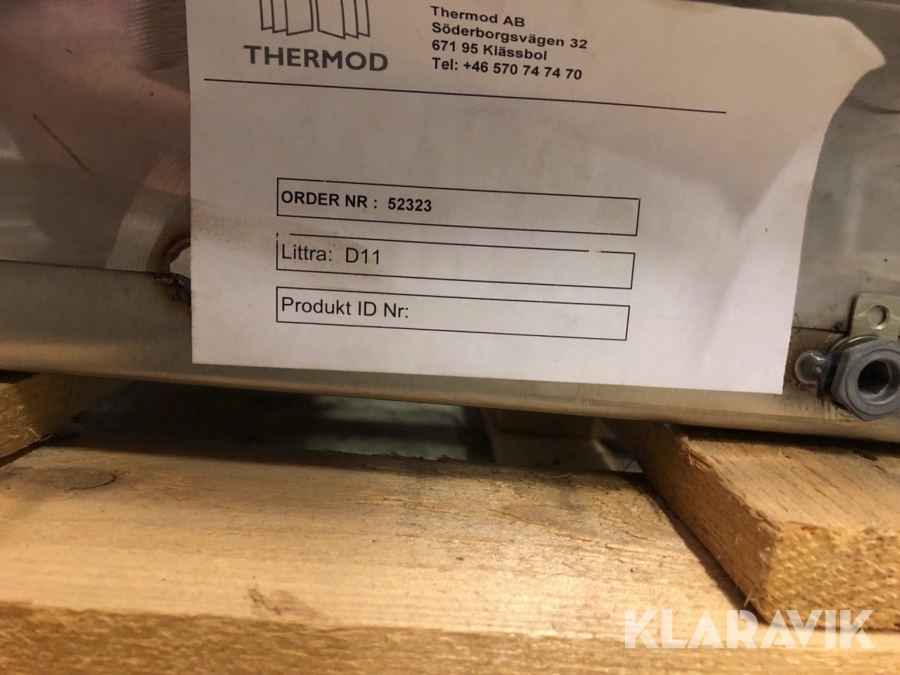 THERMOD
Thermod AB
Söderborgsvägen 32
671 95 Klässbol
Tel: +46 570 74 74 70
ORDER NR : 52323
Littra: D11
Produkt ID Nr:
KLARAVIK